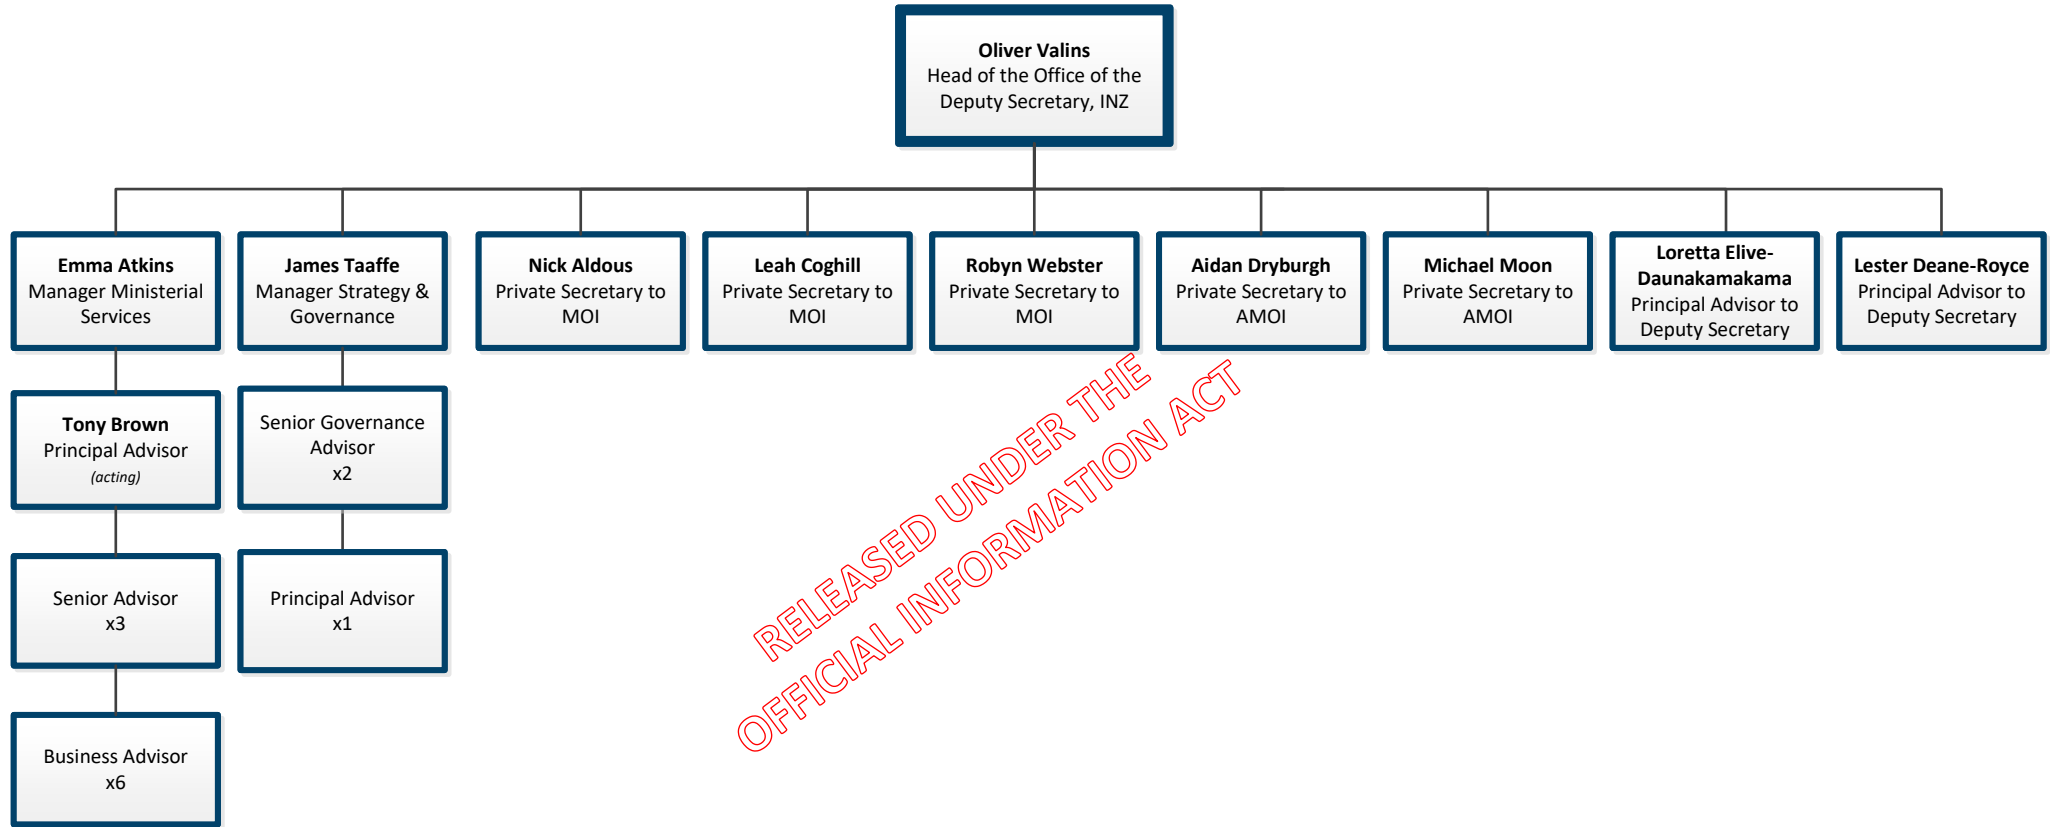 Oliver Valins
Head of the Office of the
Deputy Secretary, INZ
Emma Atkins
Manager Ministerial
Services
James Taaffe
Manager Strategy &
Governance
Nick Aldous
Private Secretary to
MOI
Leah Coghill
Private Secretary to
MOI
Robyn Webster
Private Secretary to
MOI
Aidan Dryburgh
Private Secretary to
AMOI
Michael Moon
Private Secretary to
AMOI
Loretta Elive-
Daunakamakama
Principal Advisor to
Deputy Secretary
Lester Deane-Royce
Principal Advisor to
Deputy Secretary
Tony Brown
Principal Advisor
(acting)
Senior Governance
Advisor
x2
Senior Advisor
x3
Principal Advisor
x1
Business Advisor
x6
RELEASED UNDER THE
OFFICIAL INFORMATION ACT